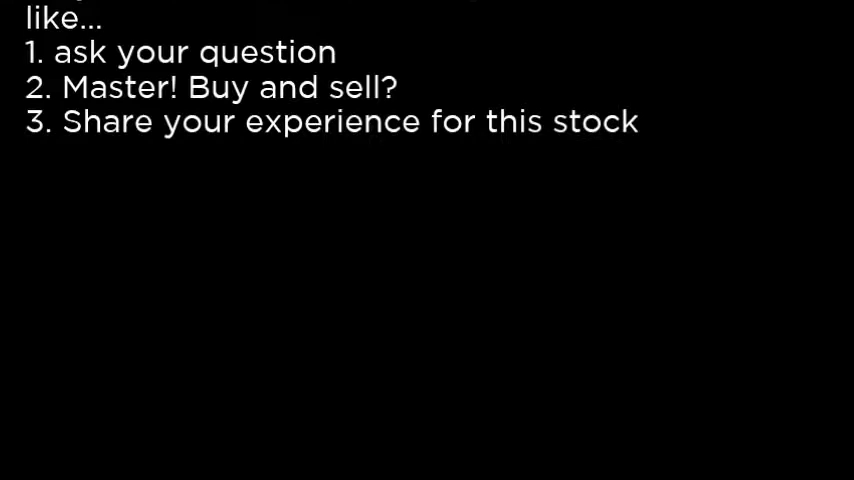 like...
1. ask your question
2. Master! Buy and sell?
3. Share your experience for this stock